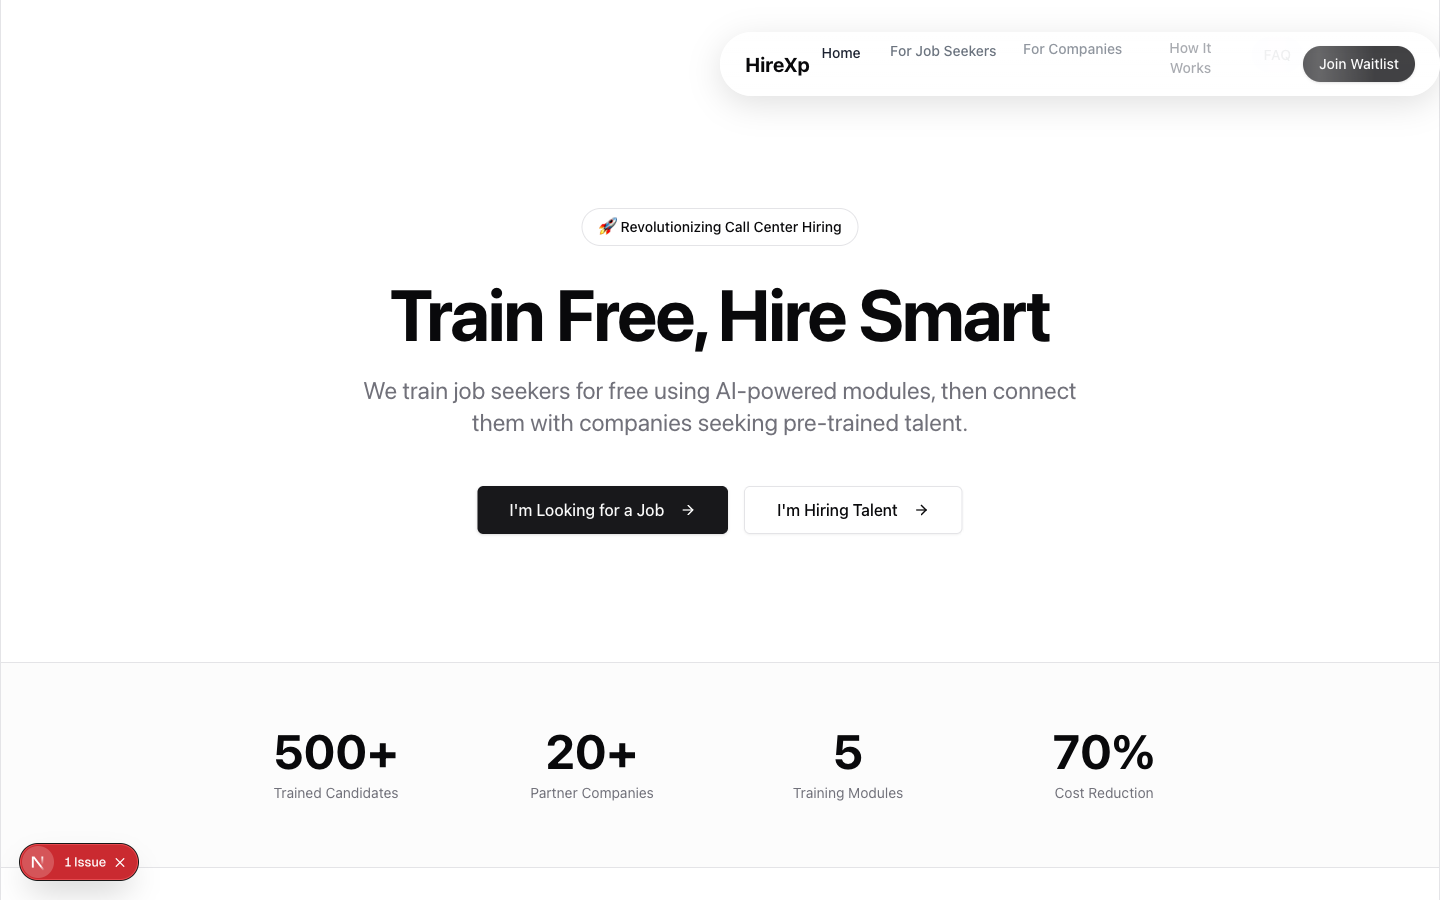 HireXp
Home
For Job Seekers
For Companies
How It
Works
FAQ
Join Waitlist
🚀 Revolutionizing Call Center Hiring
Train Free, Hire Smart
We train job seekers for free using AI-powered modules, then connect
them with companies seeking pre-trained talent.
I'm Looking for a Job →
I'm Hiring Talent →
500+
Trained Candidates
20+
Partner Companies
5
Training Modules
70%
Cost Reduction
N
1 Issue ×